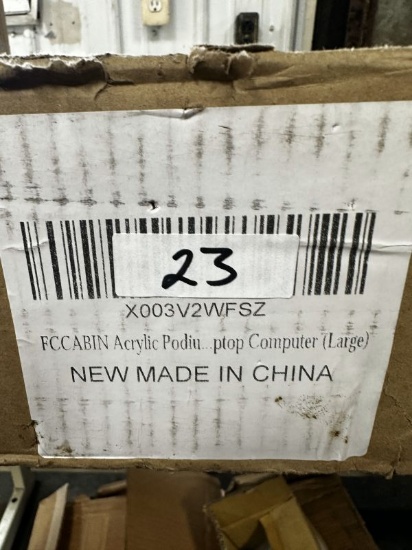 23
X003V2WFSZ
FCCABIN Acrylic Podiu...ptop Computer (Large)
NEW MADE IN CHINA